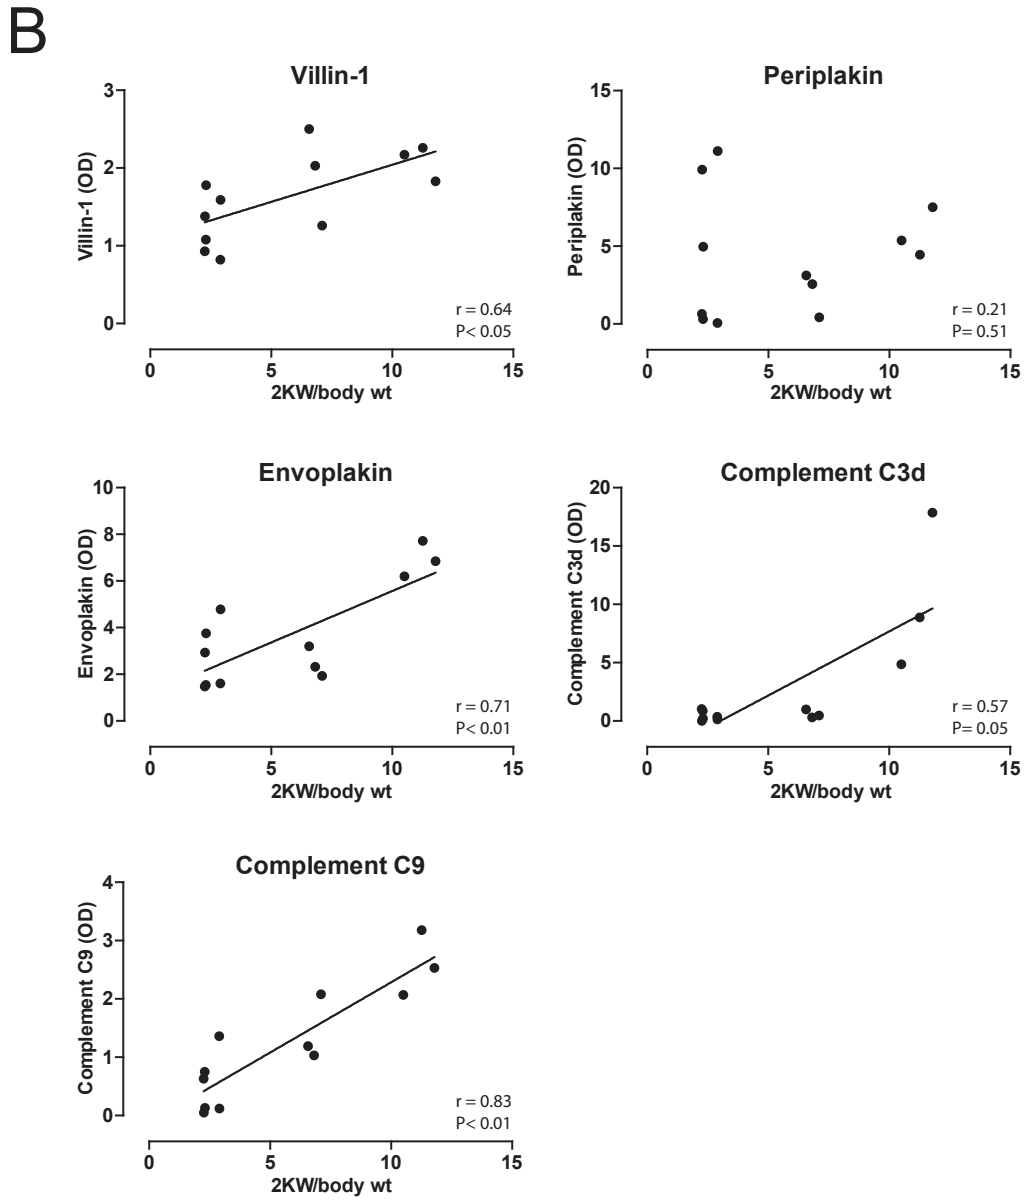 B
Villin-1
Villin-1 (OD)
3
2
1
0
r = 0.64
P< 0.05
0 5 10 15
2KW/body wt
Periplakin
Periplakin (OD)
15
10
5
0
r = 0.21
P= 0.51
0 5 10 15
2KW/body wt
Envoplakin
Envoplakin (OD)
10
8
6
4
2
0
r = 0.71
P< 0.01
0 5 10 15
2KW/body wt
Complement C3d
Complement C3d (OD)
20
15
10
5
0
r = 0.57
P= 0.05
0 5 10 15
2KW/body wt
Complement C9
Complement C9 (OD)
4
3
2
1
0
r = 0.83
P< 0.01
0 5 10 15
2KW/body wt